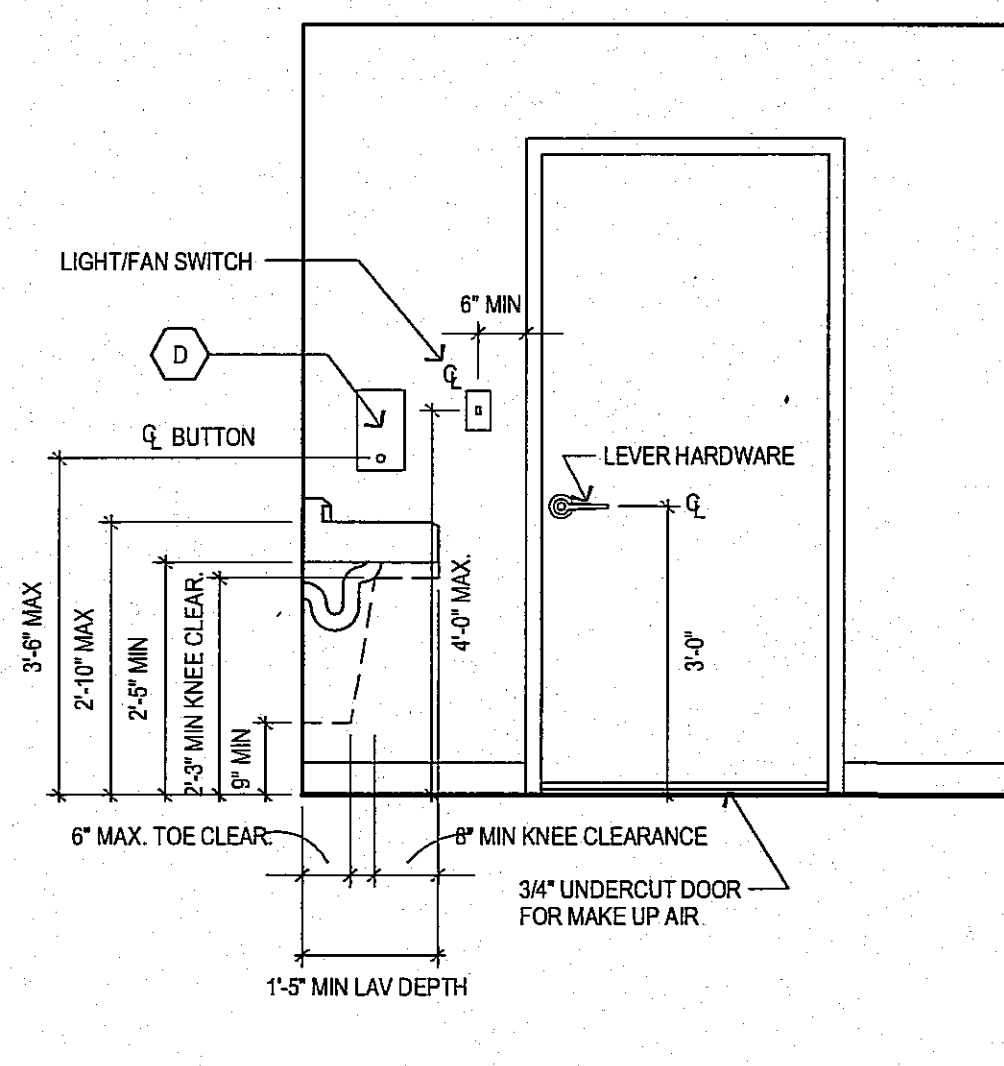 LIGHT/FAN SWITCH
6" MIN
D
℄
℄ BUTTON
LEVER HARDWARE
℄
3'-6" MAX
2'-10" MAX
2'-5" MIN
2'-3" MIN KNEE CLEAR.
9" MIN
4'-0" MAX.
3'-0"
6" MAX. TOE CLEAR.
8" MIN KNEE CLEARANCE
3/4" UNDERCUT DOOR
FOR MAKE UP AIR
1'-5" MIN LAV DEPTH